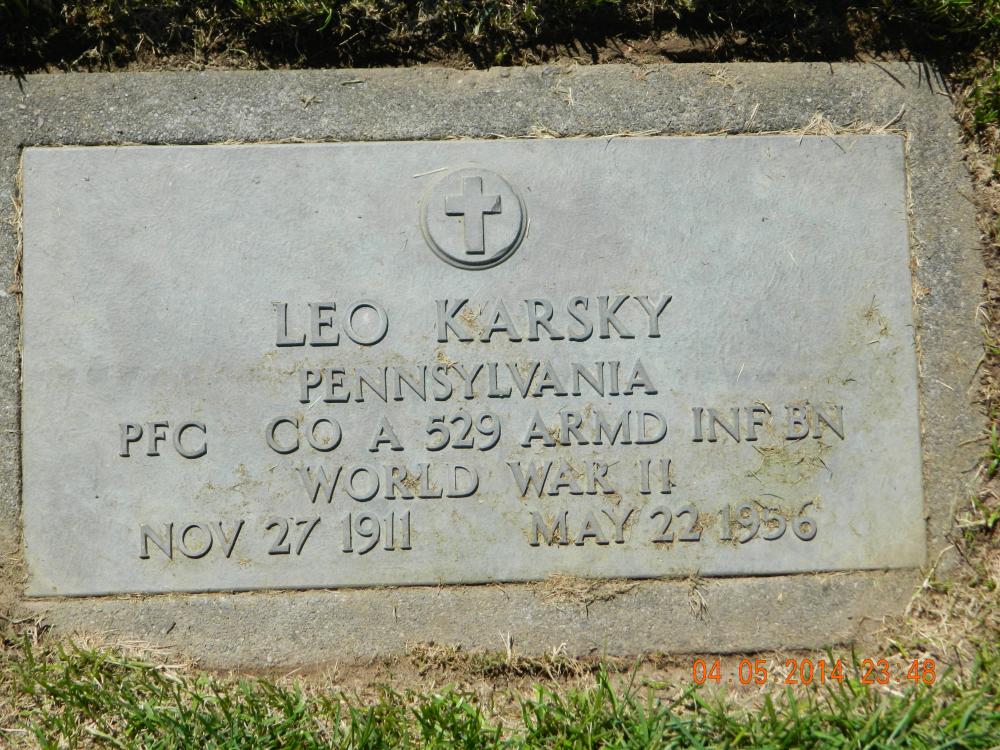 LEO KARSKY
PENNSYLVANIA
PFC CO A 529 ARMD INF BN
WORLD WAR II
NOV 27 1911 MAY 22 1956
04 05 2014 23 48